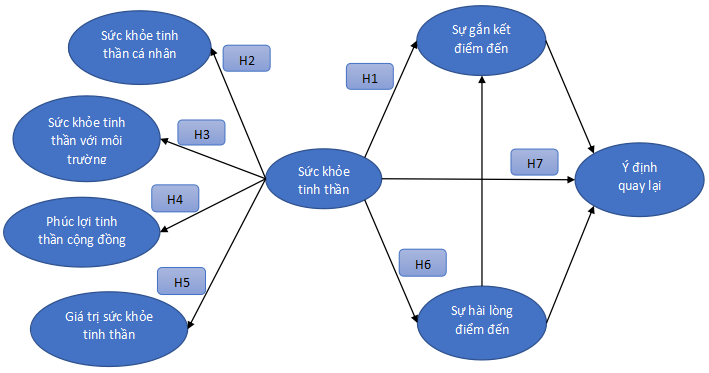 Sức khỏe tinh
thần cá nhân
H2
Sức khỏe tinh
thần với môi
trường
H3
H4
Phúc lợi tinh
thần cộng đồng
H5
Giá trị sức khỏe
tinh thần
Sức khỏe
tinh thần
H1
Sự gắn kết
điểm đến
H7
Ý định
quay lại
H6
Sự hài lòng
điểm đến